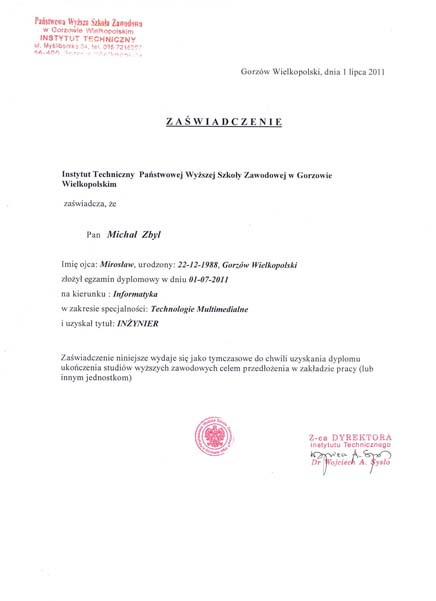 Państwowa Wyższa Szkoła Zawodowa
w Gorzowie Wielkopolskim
INSTYTUT TECHNICZNY
ul. Myśliborska 34, tel. 095 7216057
Gorzów Wielkopolski, dnia 1 lipca 2011
ZAŚWIADCZENIE
Instytut Techniczny Państwowej Wyższej Szkoły Zawodowej w Gorzowie
Wielkopolskim
zaświadcza, że
Pan Michał Zbyl
Imię ojca: Mirosław, urodzony: 22-12-1988, Gorzów Wielkopolski
złożył egzamin dyplomowy w dniu 01-07-2011
na kierunku : Informatyka
w zakresie specjalności: Technologie Multimedialne
i uzyskał tytuł: INŻYNIER
Zaświadczenie niniejsze wydaje się jako tymczasowe do chwili uzyskania dyplomu
ukończenia studiów wyższych zawodowych celem przedłożenia w zakładzie pracy (lub
innym jednostkom)
Z-ca DYREKTORA
Instytutu Technicznego
Dr Wojciech A. Sysło